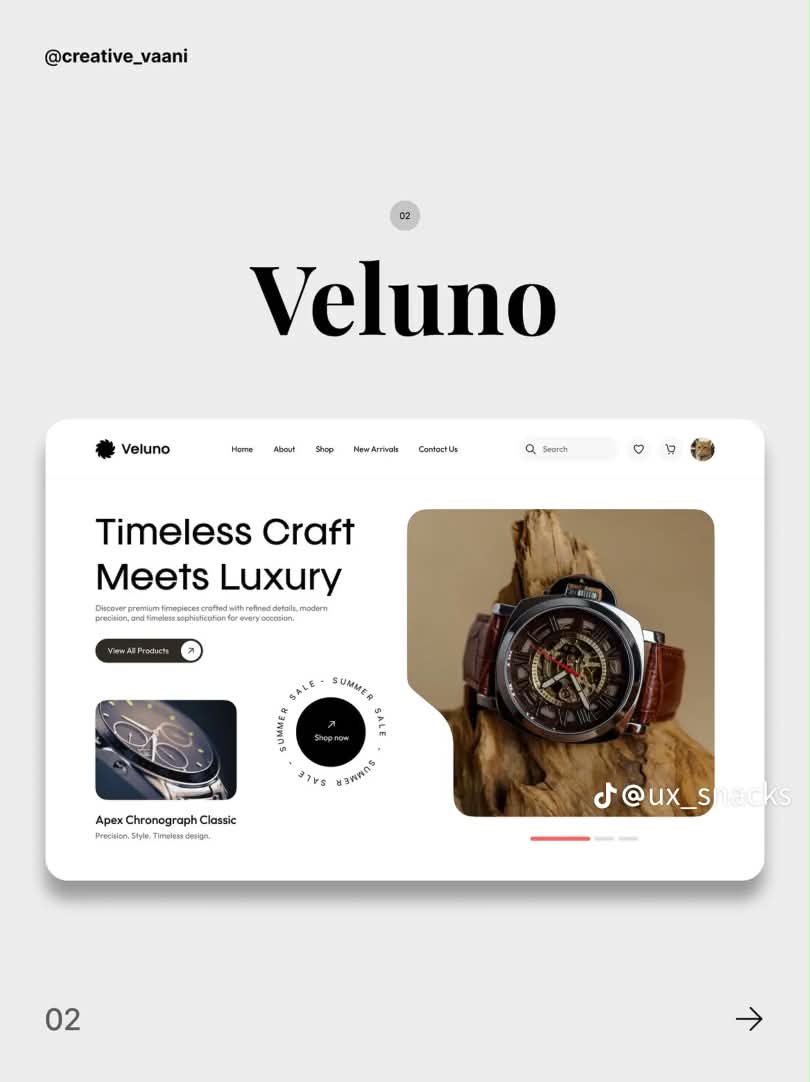 @creative_vaani
02
Veluno
Veluno
Home
About
Shop
New Arrivals
Contact Us
Search
Timeless Craft
Meets Luxury
Discover premium timepieces crafted with refined details, modern
precision, and timeless sophistication for every occasion.
View All Products
SUMMER SALE - SUMMER SALE - SUMMER SALE -
Shop now
Apex Chronograph Classic
Precision. Style. Timeless design.
@ux_snacks
02